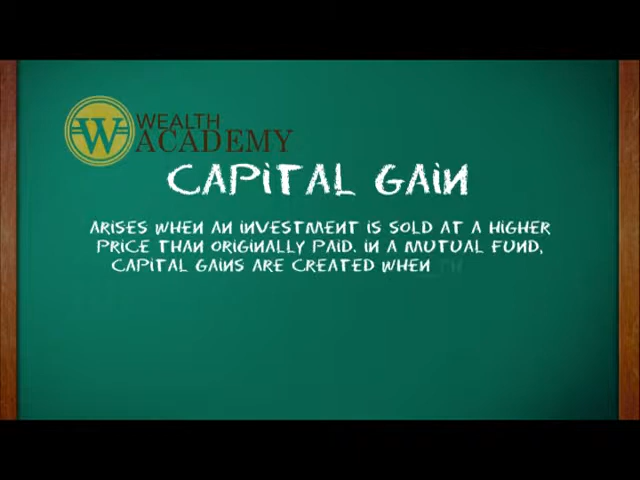 W WEALTH
ACADEMY
CAPITAL GAIN
ARISES WHEN AN INVESTMENT IS SOLD AT A HIGHER
PRICE THAN ORIGINALLY PAID. IN A MUTUAL FUND,
CAPITAL GAINS ARE CREATED WHEN